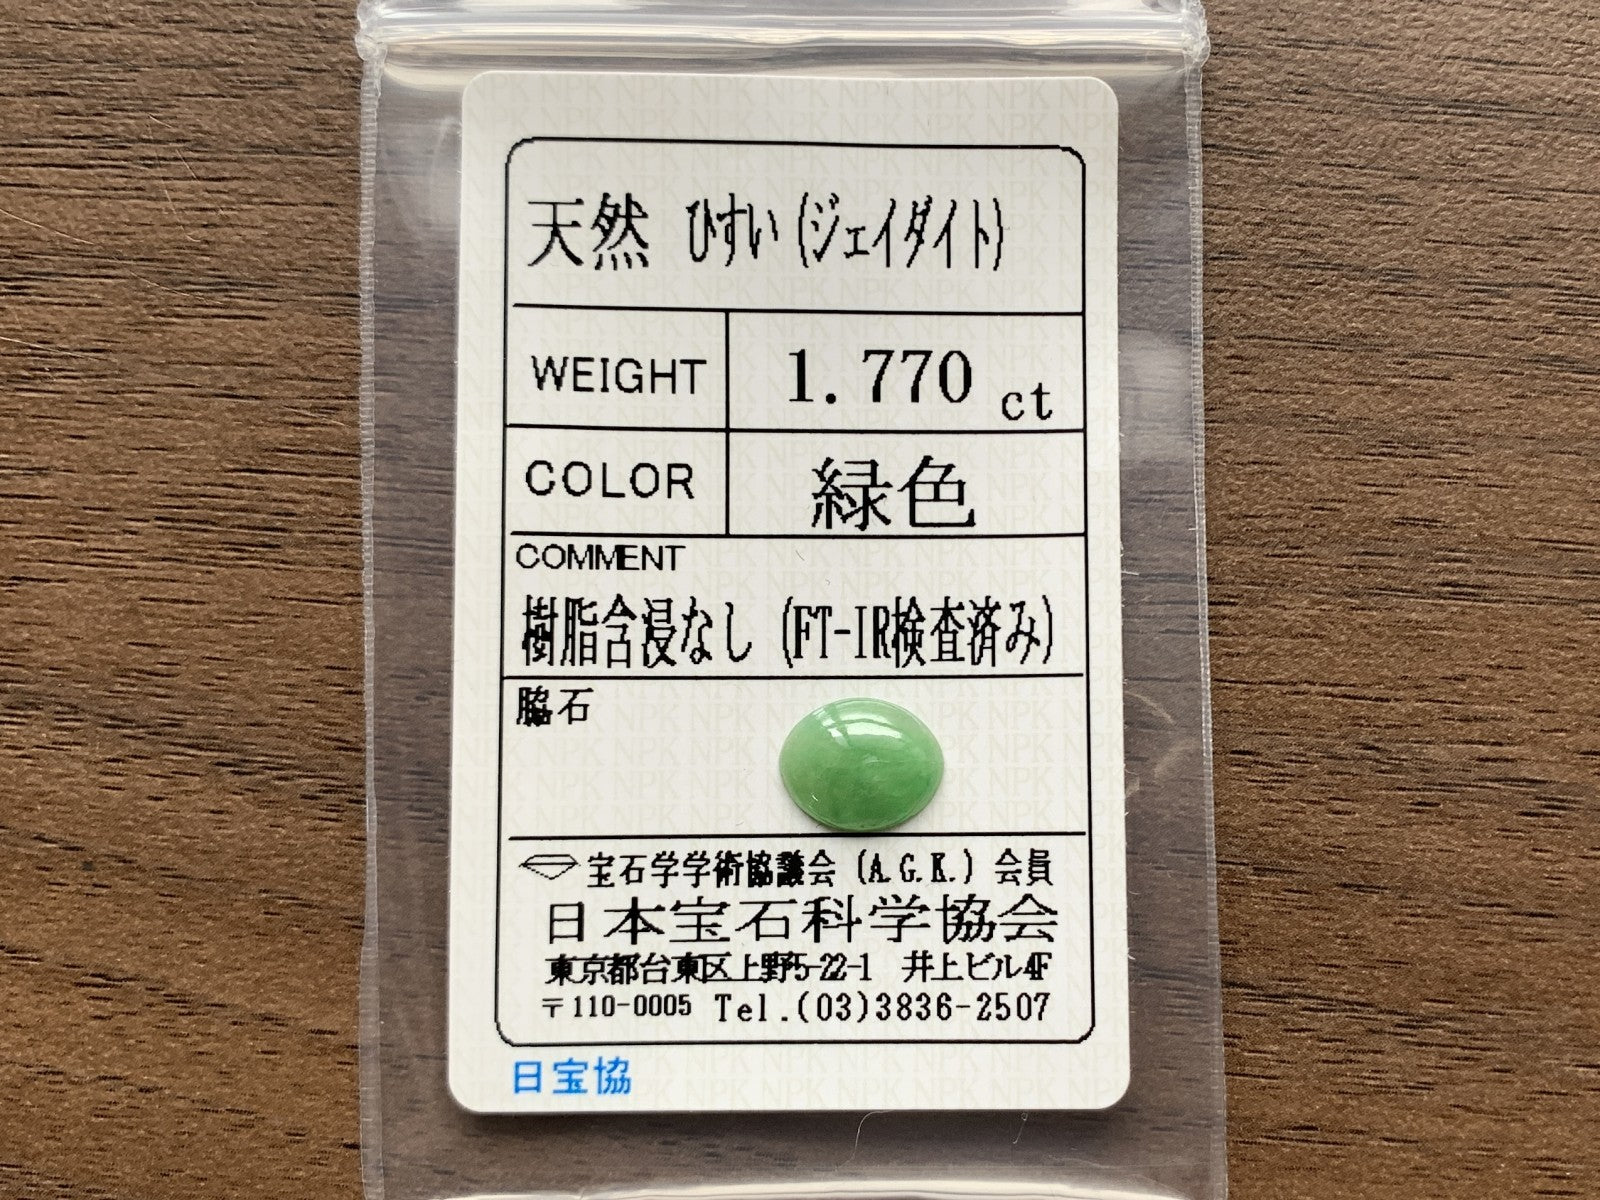 天然 ひすい (ジェイダイト)
WEIGHT 1.770 ct
COLOR 緑色
COMMENT
樹脂含浸なし (FT-IR検査済み)
脇石
宝石学学術協議会 (A.G.K.) 会員
日本宝石科学協会
東京都台東区上野5-22-1 井上ビル4F
〒110-0005 Tel.(03)3836-2507
日宝協